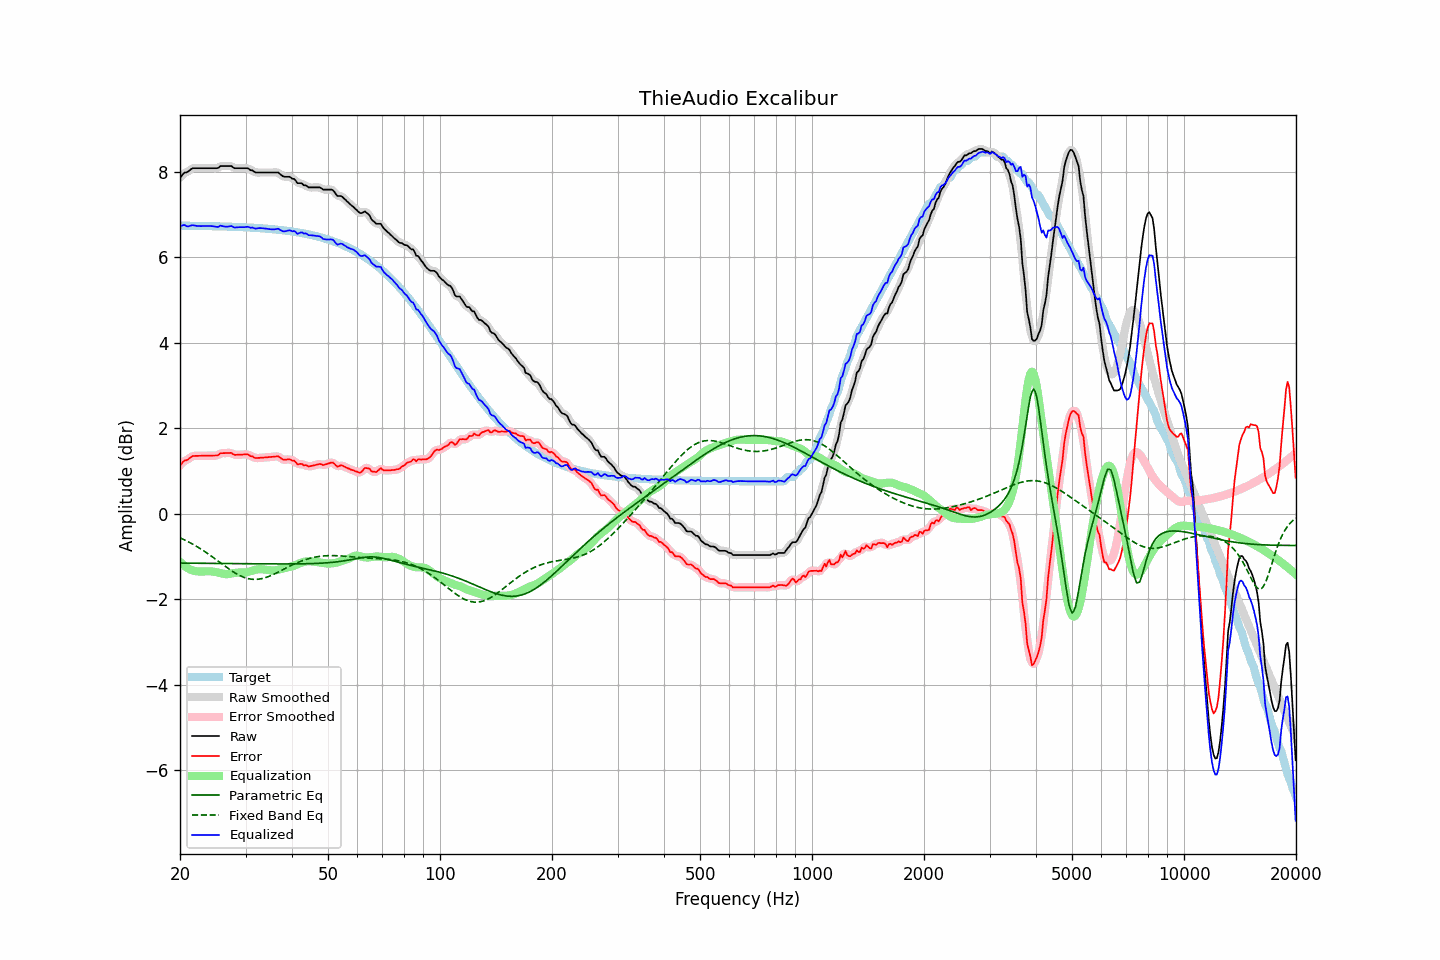 ThieAudio Excalibur
Amplitude (dBr)
8
6
4
2
0
−2
−4
−6
Target
Raw Smoothed
Error Smoothed
Raw
Error
Equalization
Parametric Eq
Fixed Band Eq
Equalized
20
50
100
200
500
1000
2000
5000
10000
20000
Frequency (Hz)